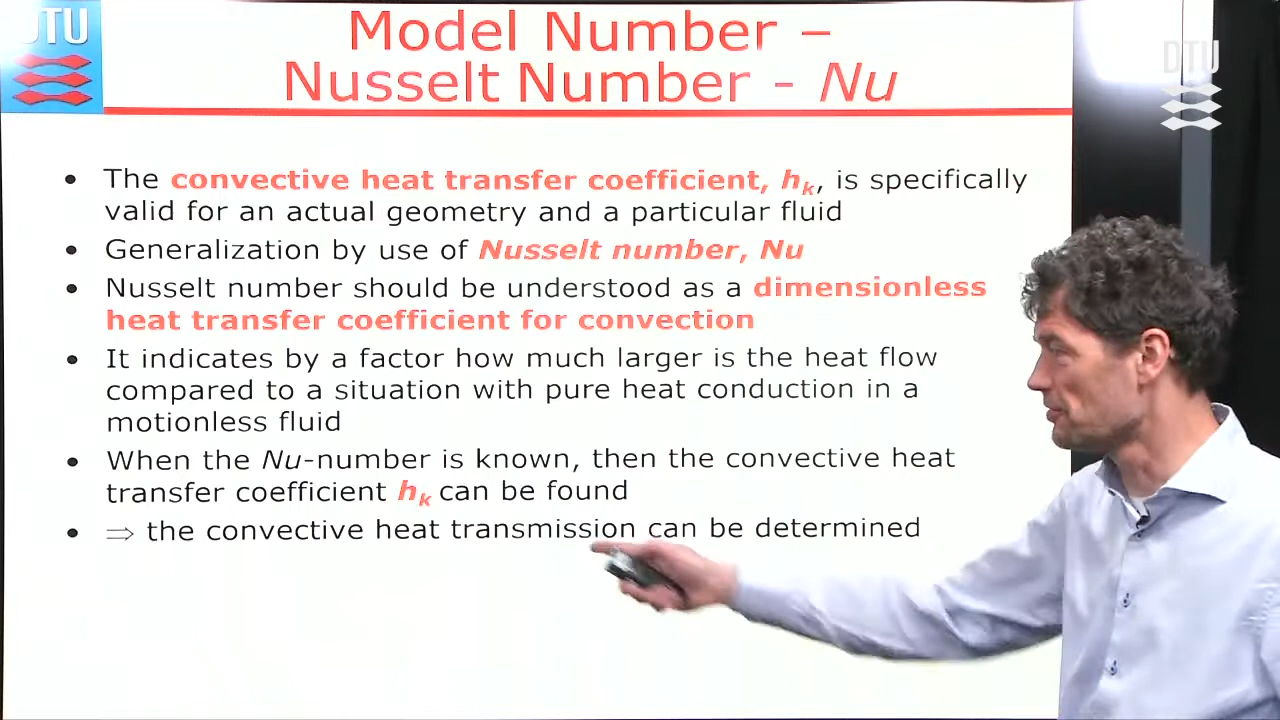 DTU
Model Number –
Nusselt Number - Nu
DTU
• The convective heat transfer coefficient, hk, is specifically
valid for an actual geometry and a particular fluid
• Generalization by use of Nusselt number, Nu
• Nusselt number should be understood as a dimensionless
heat transfer coefficient for convection
• It indicates by a factor how much larger is the heat flow
compared to a situation with pure heat conduction in a
motionless fluid
• When the Nu-number is known, then the convective heat
transfer coefficient hk can be found
• ⇒ the convective heat transmission can be determined